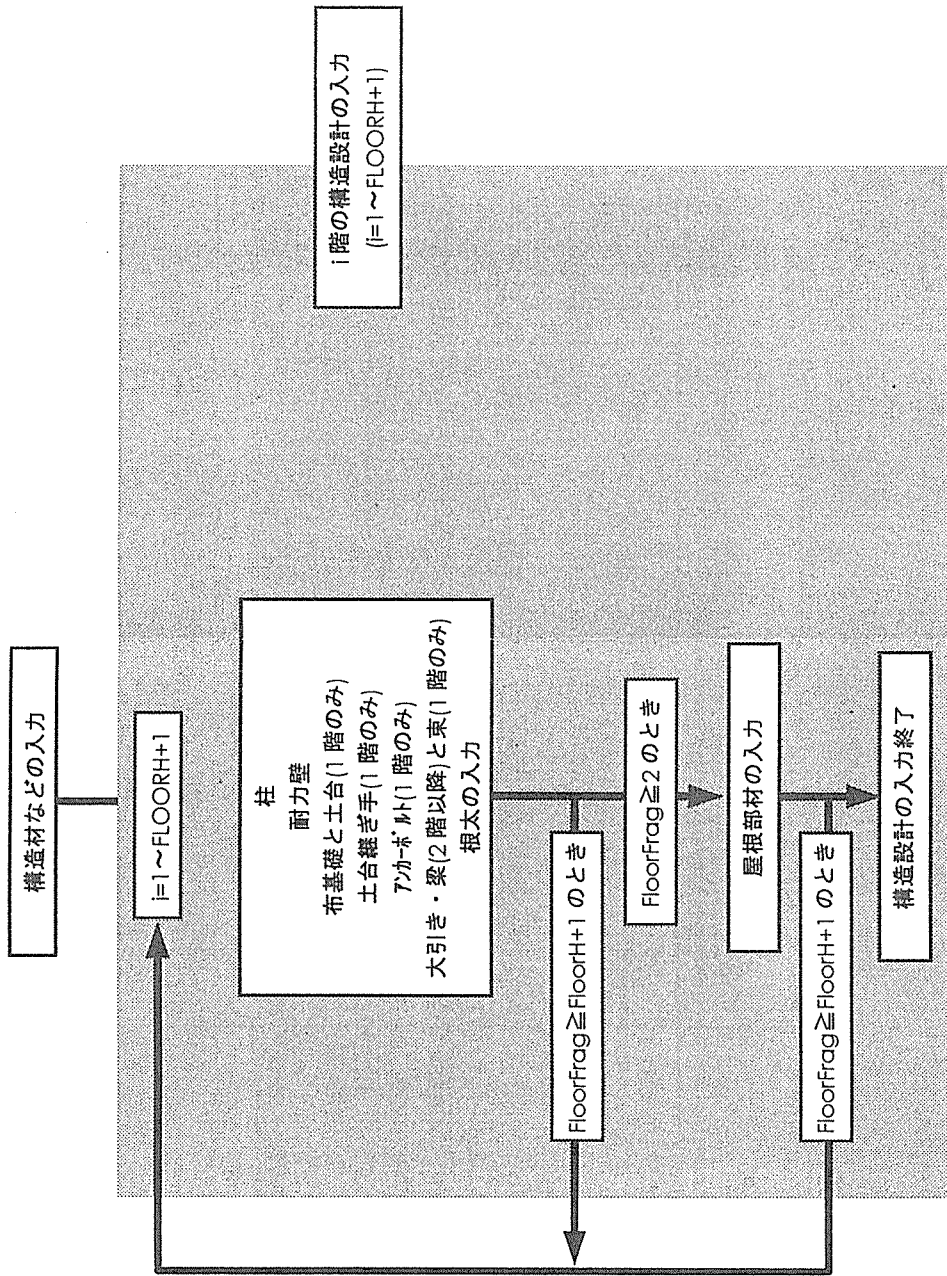 構造材などの入力
i=1〜FLOORH+1
i階の構造設計の入力
(i=1〜FLOORH+1)
柱
耐力壁
布基礎と土台(1階のみ)
土台継ぎ手(1階のみ)
ｱﾝｶｰﾎﾞﾙﾄ(1階のみ)
大引き・梁(2階以降)と束(1階のみ)
根太の入力
FloorFrag≧FloorH+1のとき
FloorFrag≧2のとき
屋根部材の入力
FloorFrag≧FloorH+1のとき
構造設計の入力終了